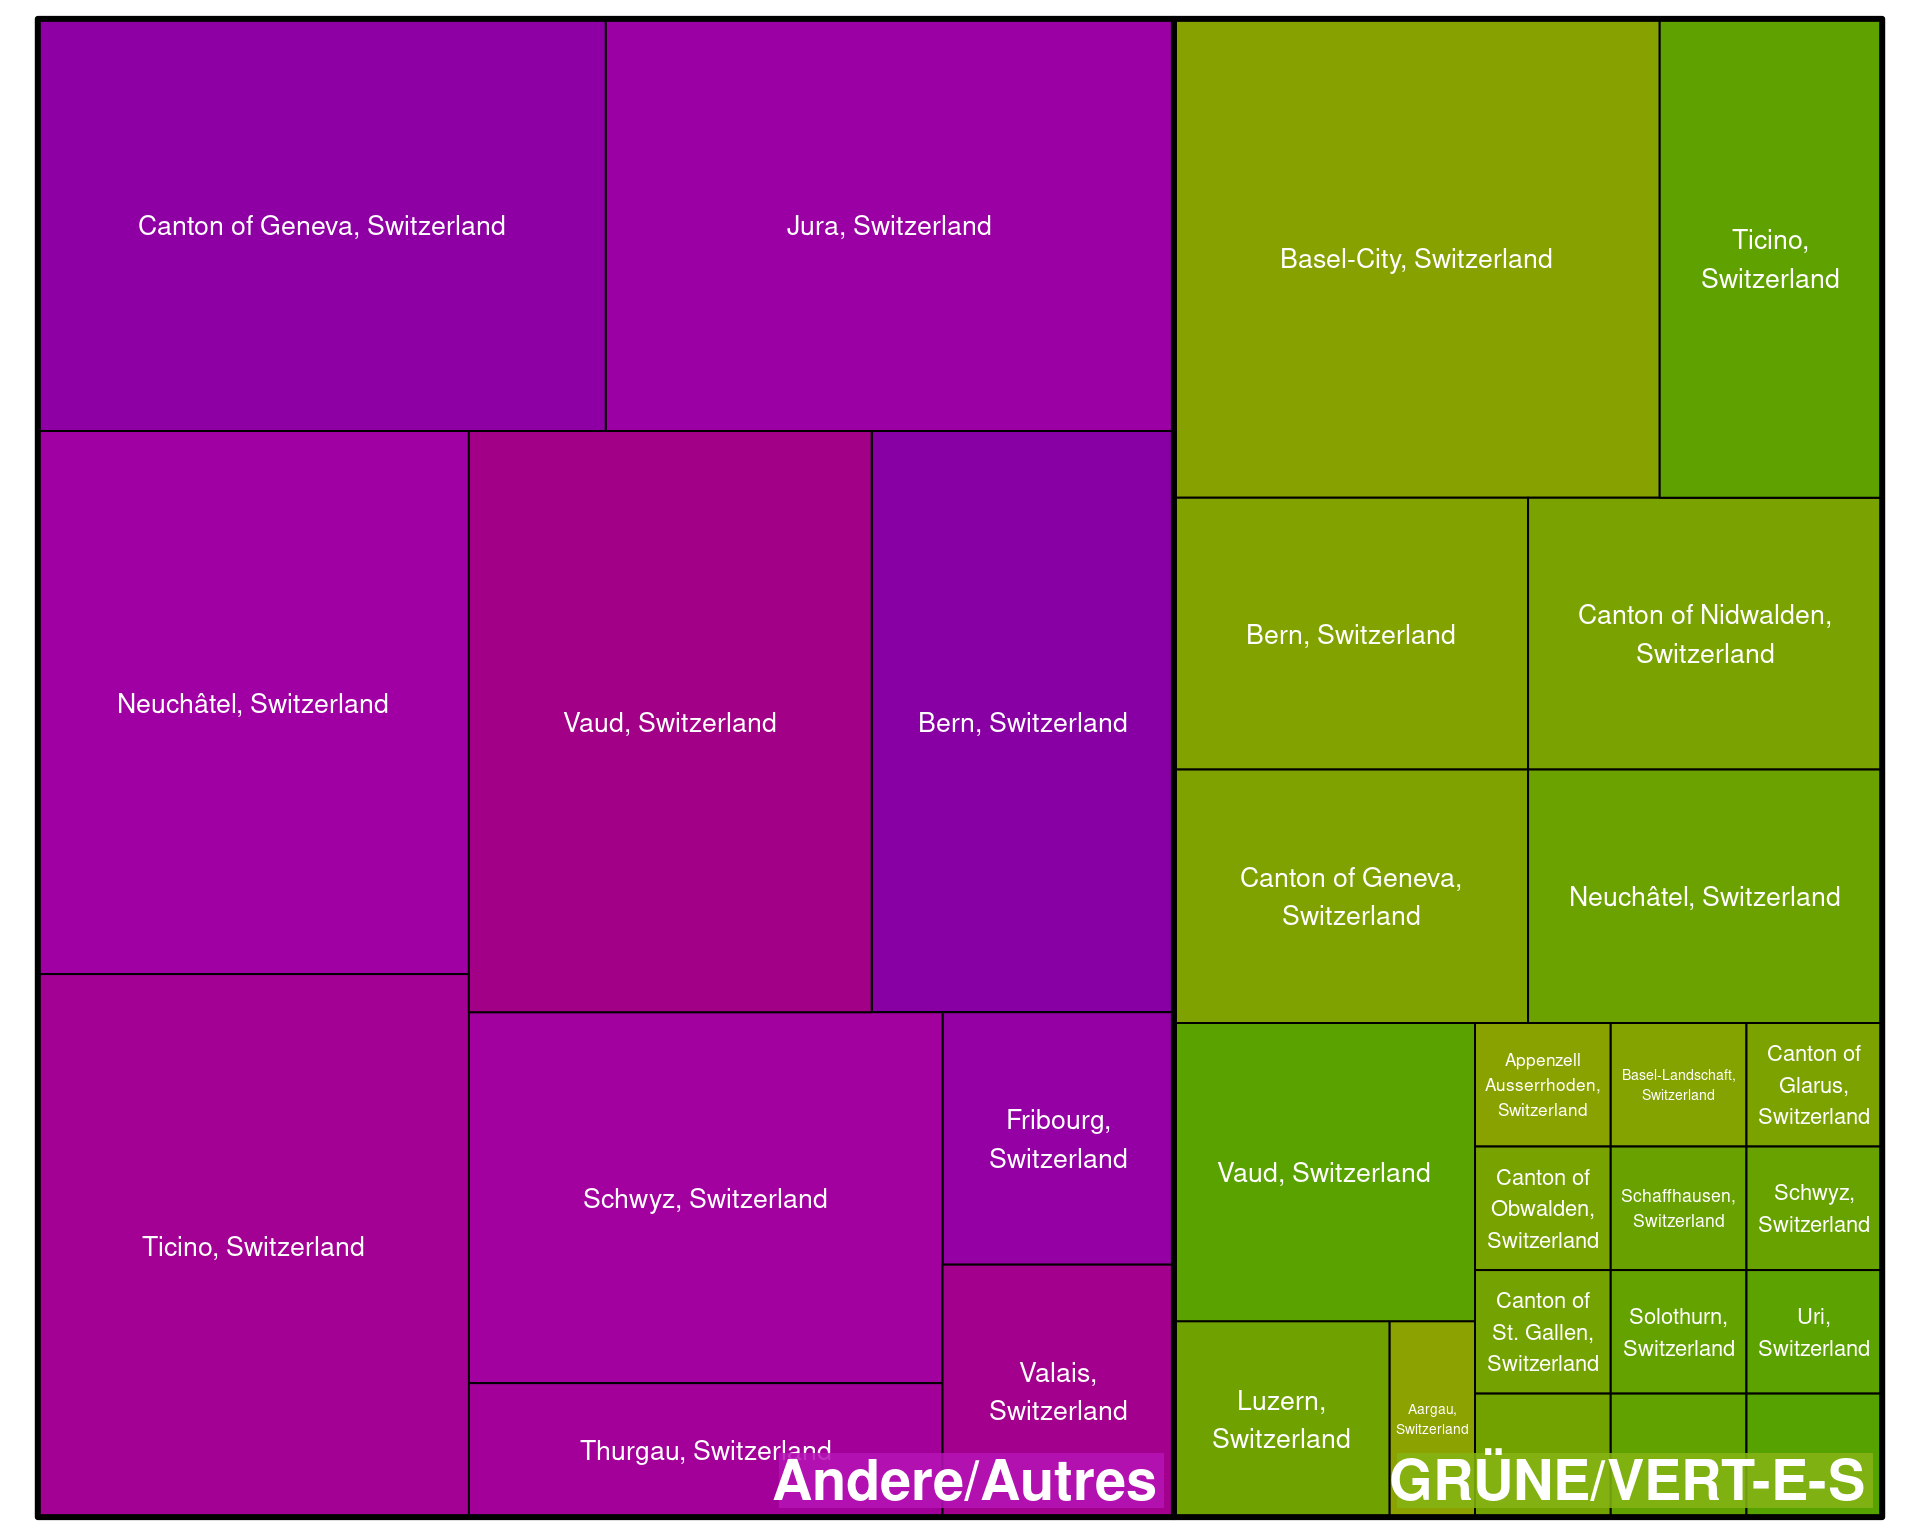 Canton of Geneva, Switzerland
Jura, Switzerland
Neuchâtel, Switzerland
Vaud, Switzerland
Bern, Switzerland
Ticino, Switzerland
Schwyz, Switzerland
Fribourg,
Switzerland
Valais,
Switzerland
Thurgau, Switzerland
Andere/Autres
Basel-City, Switzerland
Ticino,
Switzerland
Bern, Switzerland
Canton of Nidwalden,
Switzerland
Canton of Geneva,
Switzerland
Neuchâtel, Switzerland
Vaud, Switzerland
Appenzell
Ausserrhoden,
Switzerland
Basel-Landschaft,
Switzerland
Canton of
Glarus,
Switzerland
Canton of
Obwalden,
Switzerland
Schaffhausen,
Switzerland
Schwyz,
Switzerland
Canton of
St. Gallen,
Switzerland
Solothurn,
Switzerland
Uri,
Switzerland
Luzern,
Switzerland
Aargau,
Switzerland
GRÜNE/VERT-E-S